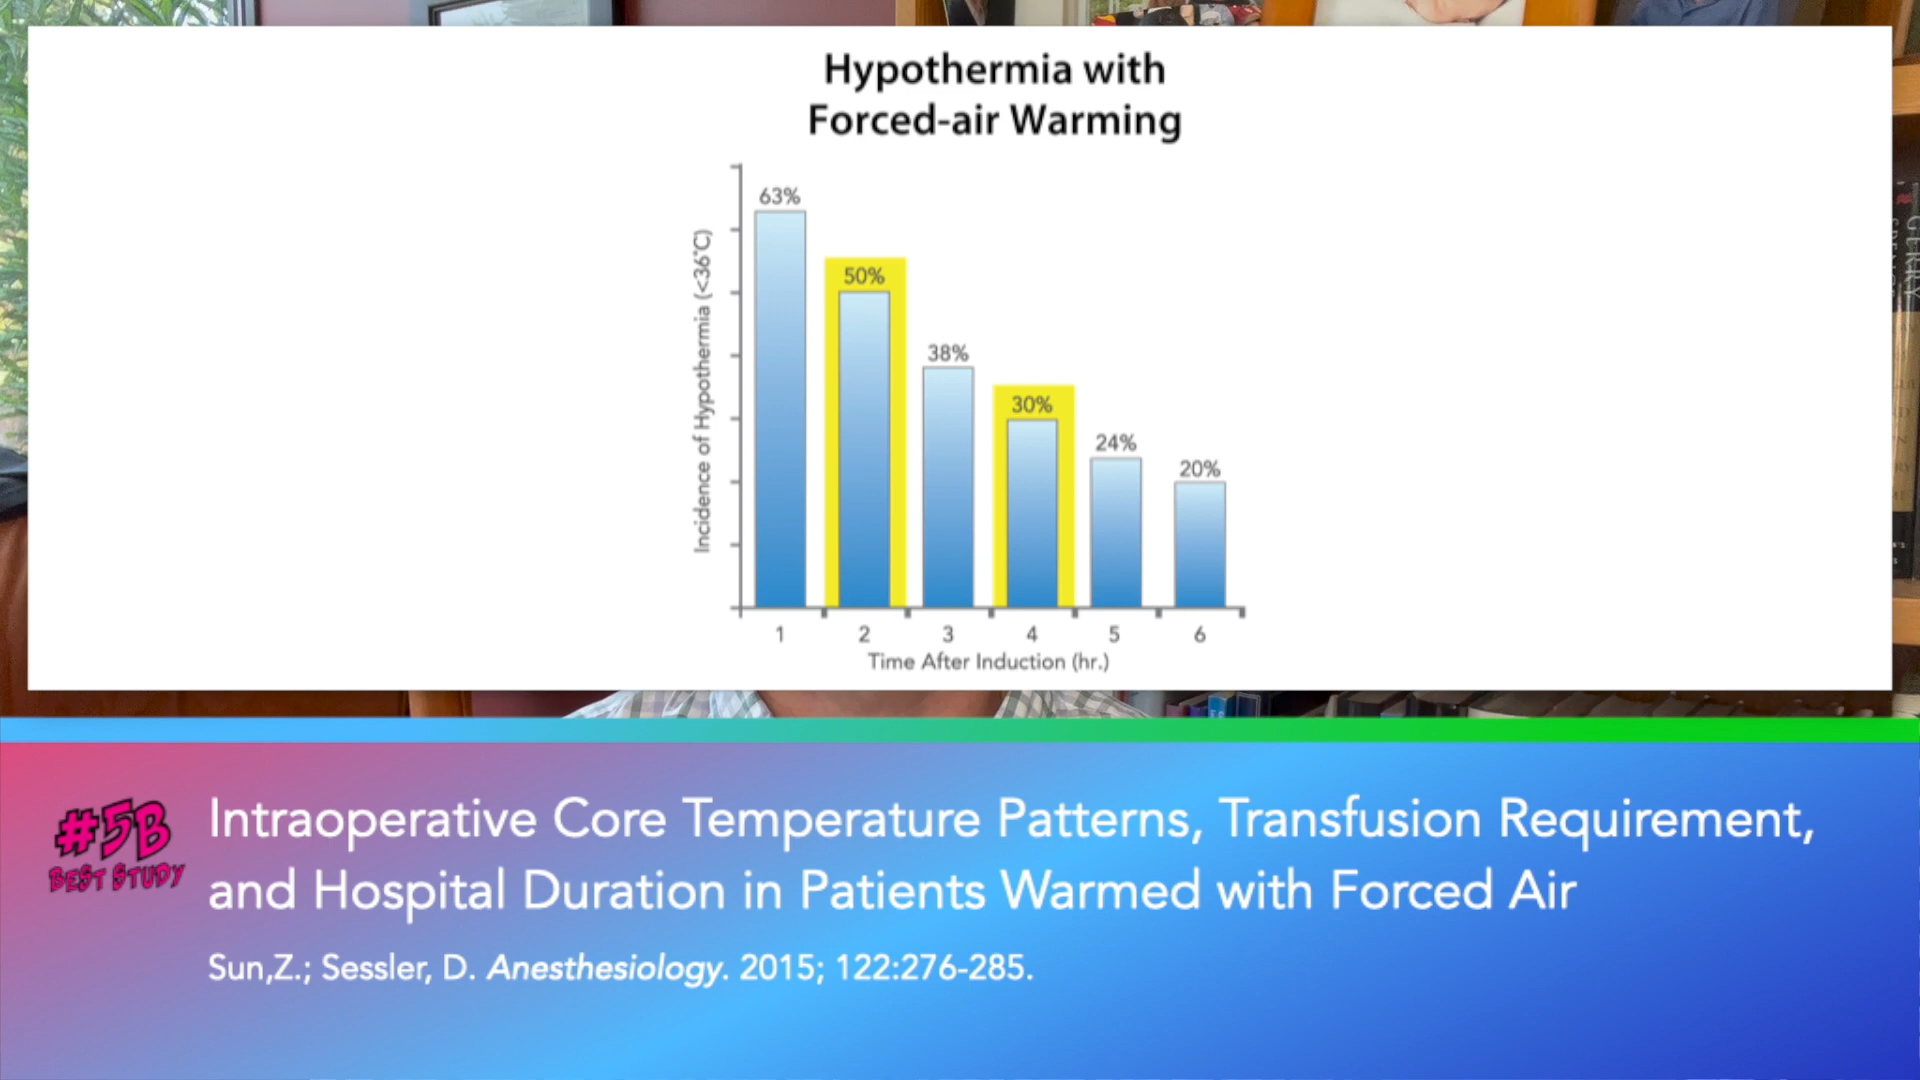 Hypothermia with
Forced-air Warming
63%
50%
38%
30%
24%
20%
Incidence of Hypothermia (<36°C)
1 2 3 4 5 6
Time After Induction (hr.)
GERRY
#5B
BEST STUDY
Intraoperative Core Temperature Patterns, Transfusion Requirement,
and Hospital Duration in Patients Warmed with Forced Air
Sun,Z.; Sessler, D. Anesthesiology. 2015; 122:276-285.